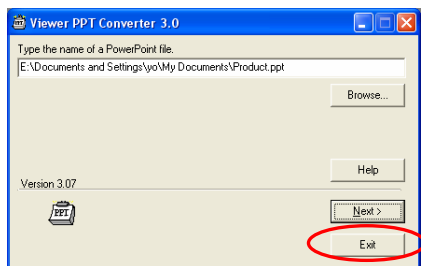 Viewer PPT Converter 3.0
Type the name of a PowerPoint file.
E:\Documents and Settings\yo\My Documents\Product.ppt
Browse...
Help
Version 3.07
PPT
Next >
Exit